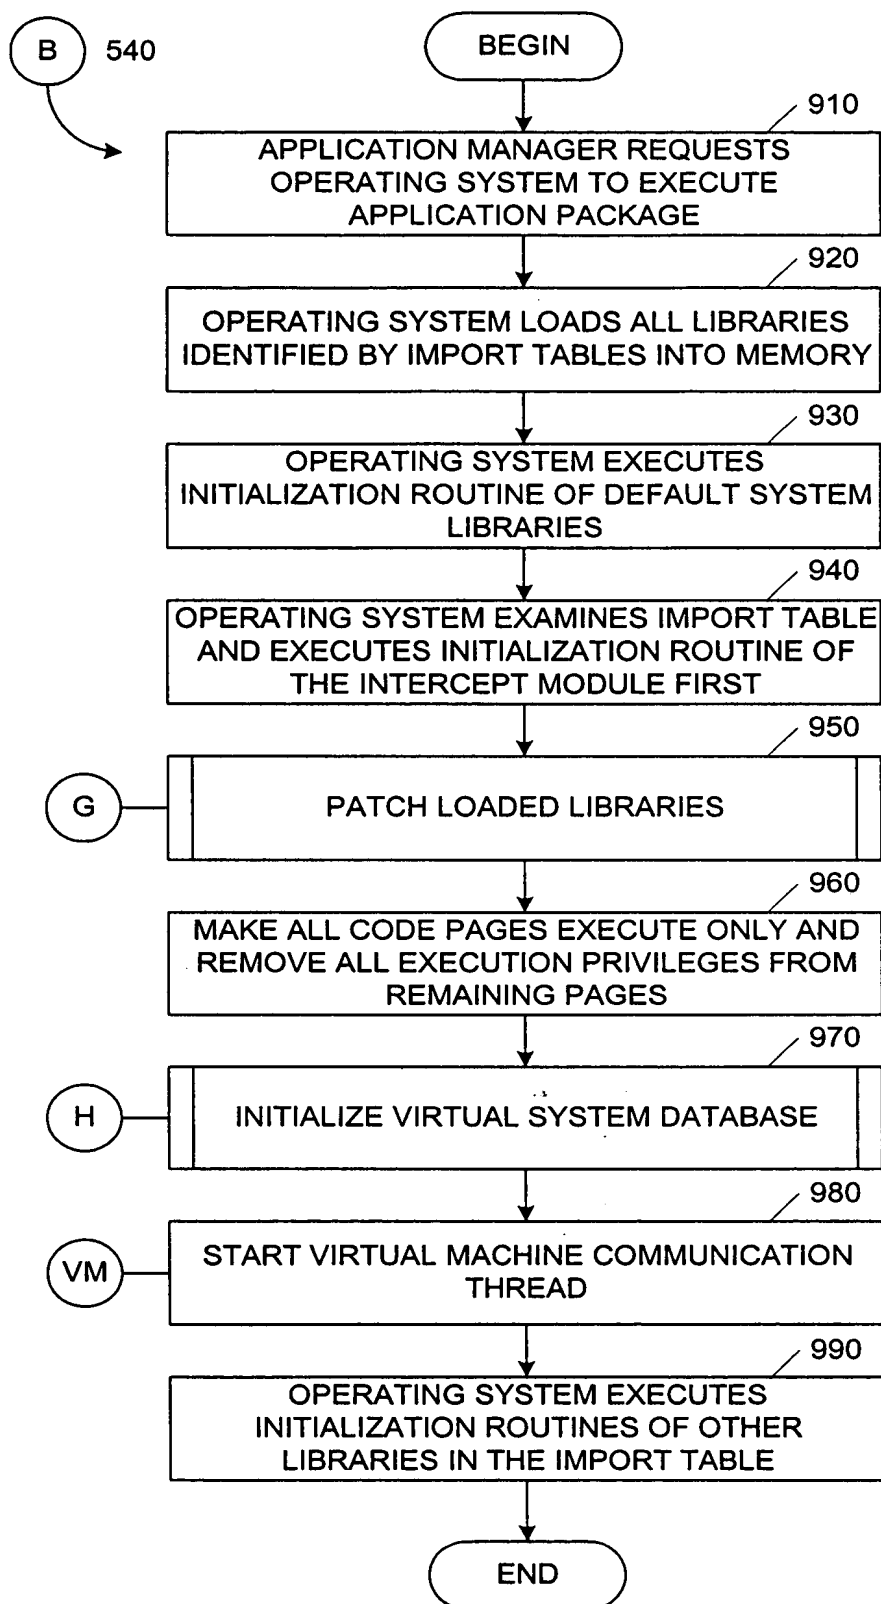 B 540
BEGIN
910
APPLICATION MANAGER REQUESTS
OPERATING SYSTEM TO EXECUTE
APPLICATION PACKAGE
920
OPERATING SYSTEM LOADS ALL LIBRARIES
IDENTIFIED BY IMPORT TABLES INTO MEMORY
930
OPERATING SYSTEM EXECUTES
INITIALIZATION ROUTINE OF DEFAULT SYSTEM
LIBRARIES
940
OPERATING SYSTEM EXAMINES IMPORT TABLE
AND EXECUTES INITIALIZATION ROUTINE OF
THE INTERCEPT MODULE FIRST
950
G
PATCH LOADED LIBRARIES
960
MAKE ALL CODE PAGES EXECUTE ONLY AND
REMOVE ALL EXECUTION PRIVILEGES FROM
REMAINING PAGES
970
H
INITIALIZE VIRTUAL SYSTEM DATABASE
980
VM
START VIRTUAL MACHINE COMMUNICATION
THREAD
990
OPERATING SYSTEM EXECUTES
INITIALIZATION ROUTINES OF OTHER
LIBRARIES IN THE IMPORT TABLE
END